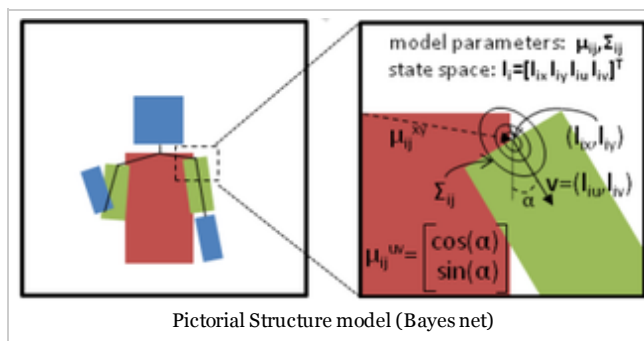 model parameters: μij,Σij
state space: li=[lix liy liu liv]T
μijxy
(lix,liy)
Σij
v=(liu,liv)
α
μijuv=[cos(α)
sin(α)]
Pictorial Structure model (Bayes net)